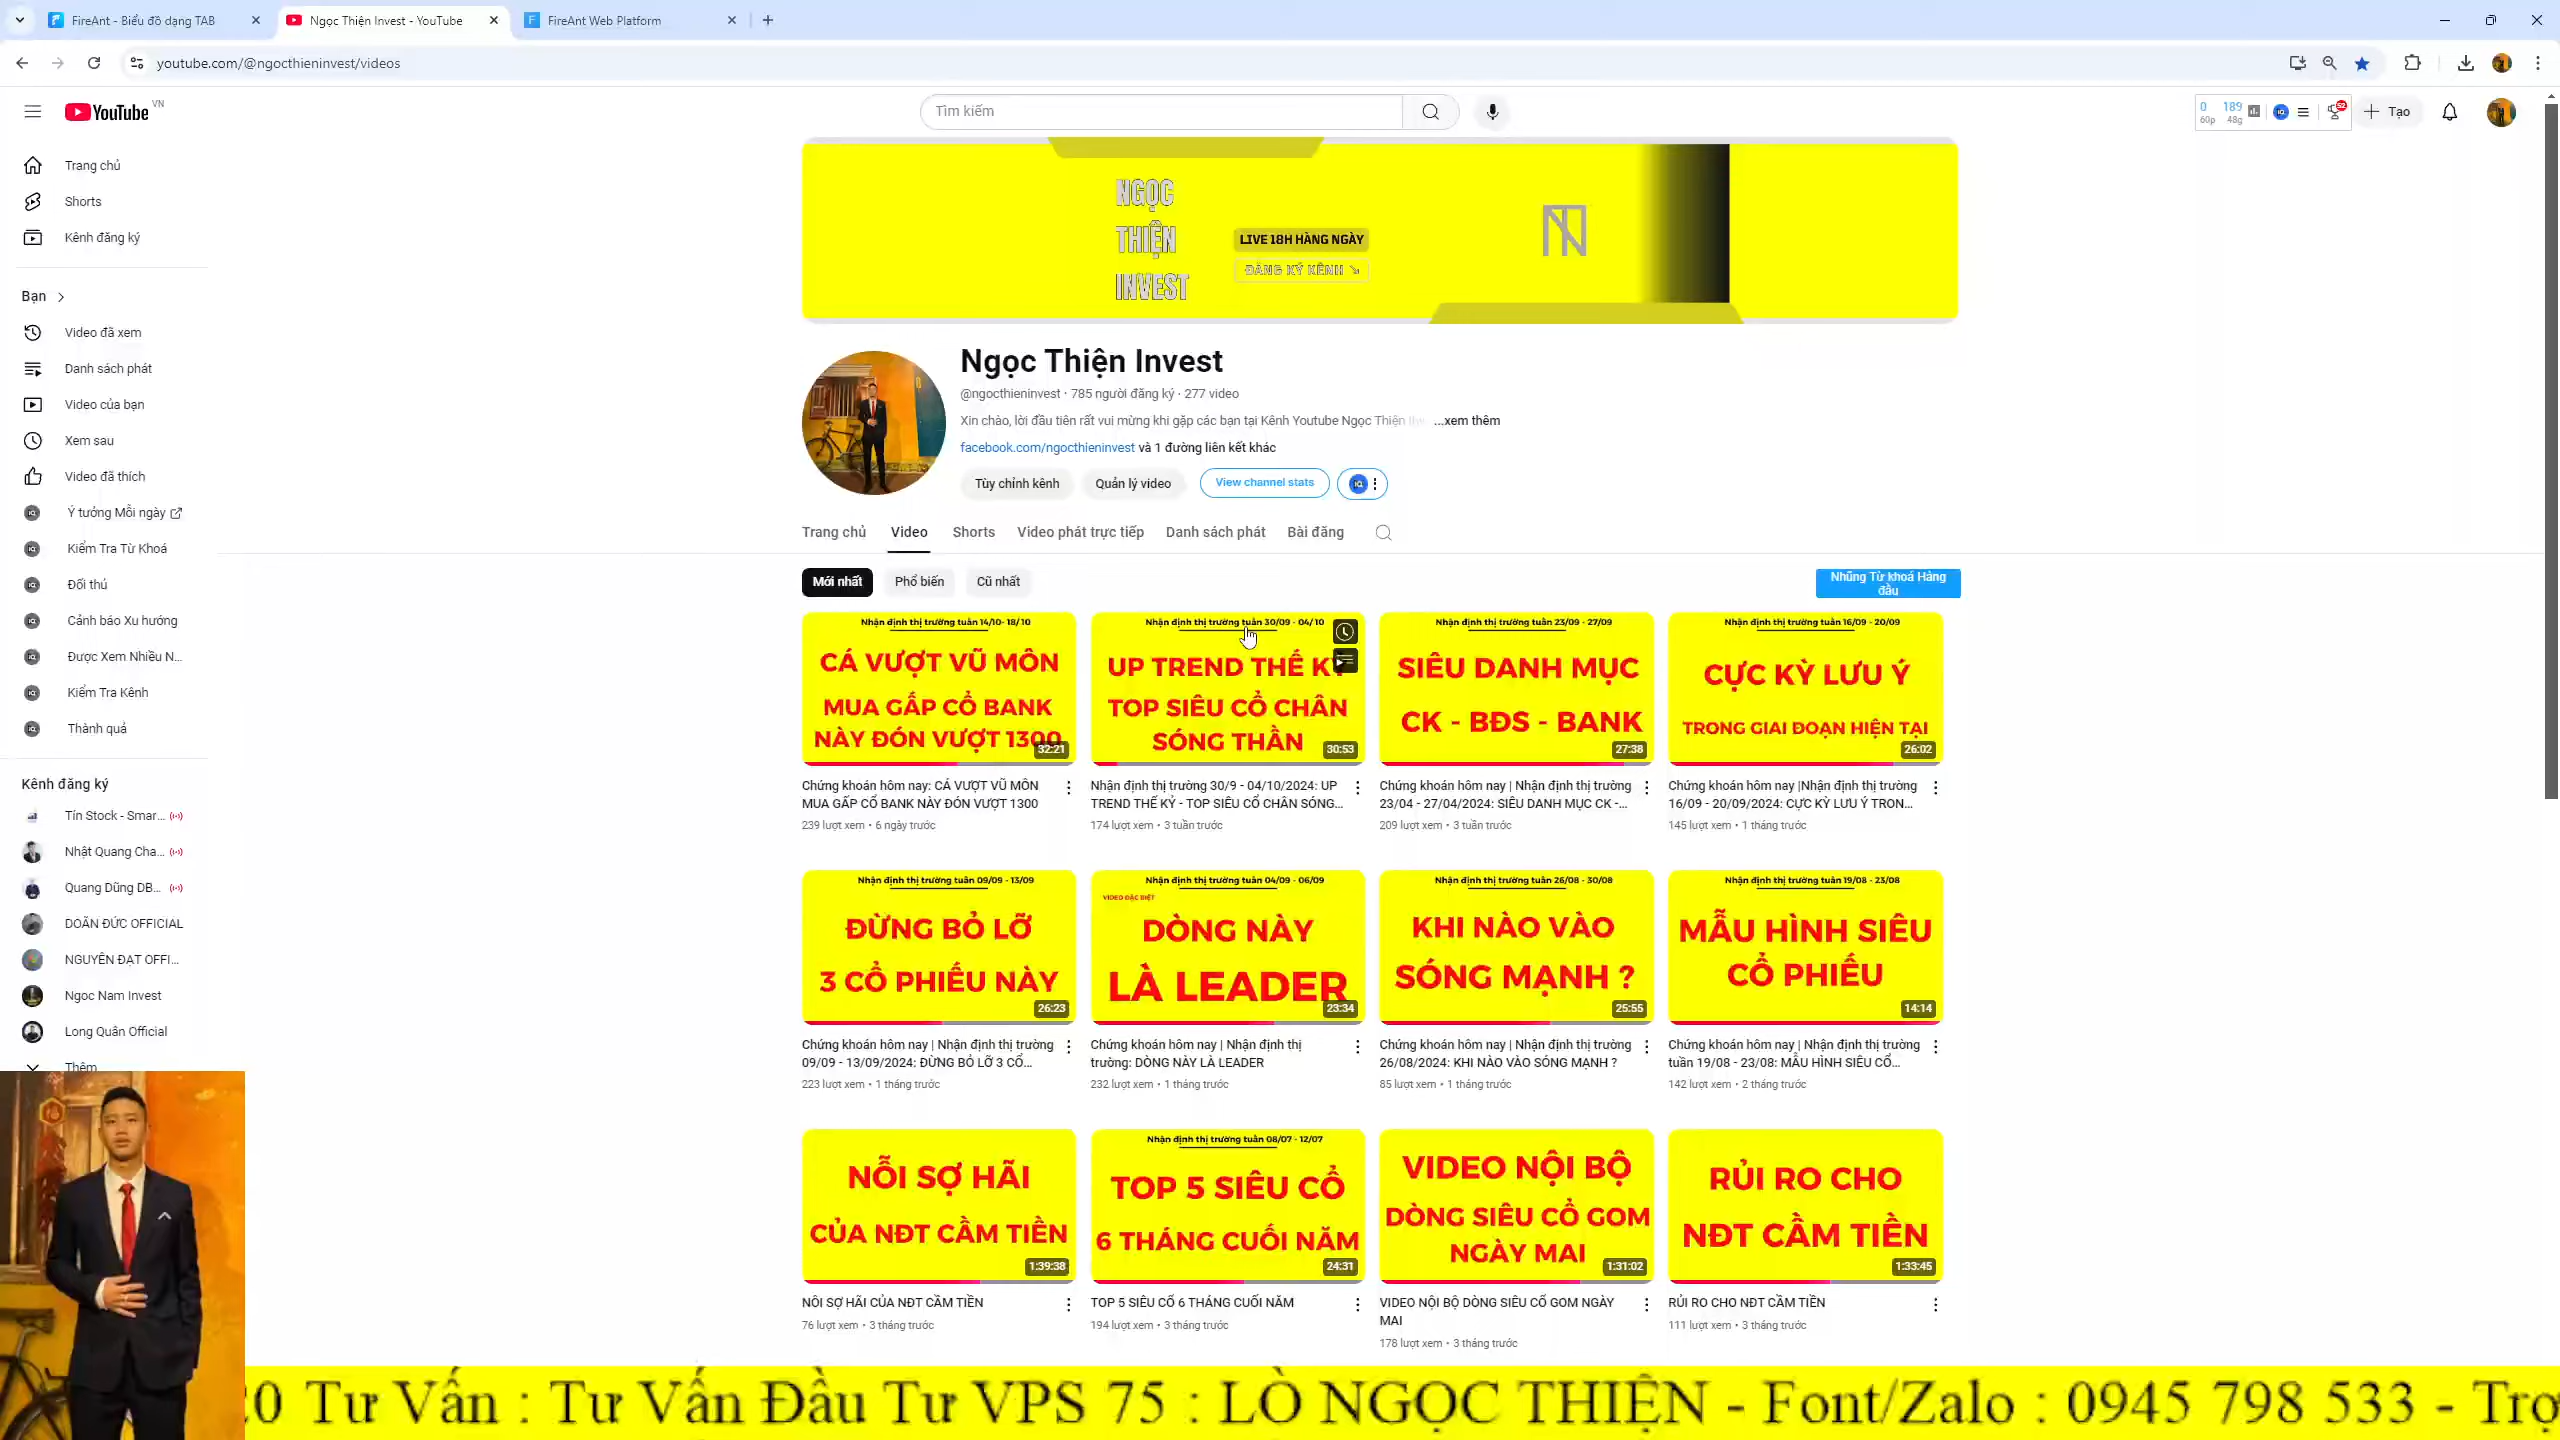 FireAnt - Biểu đồ dạng TAB
Ngọc Thiện Invest - YouTube
FireAnt Web Platform
youtube.com/@ngocthieninvest/videos
YouTube VN
Tìm kiếm
0 189
60p 48g
52
Tạo
Trang chủ
Shorts
Kênh đăng ký
Bạn
Video đã xem
Danh sách phát
Video của bạn
Xem sau
Video đã thích
Ý tưởng Mỗi ngày
Kiểm Tra Từ Khoá
Đối thủ
Cảnh báo Xu hướng
Được Xem Nhiều N...
Kiểm Tra Kênh
Thành quả
Kênh đăng ký
Tín Stock - Smar...
Nhật Quang Cha...
Quang Dũng DB...
DOÃN ĐỨC OFFICIAL
NGUYÊN ĐẠT OFFI...
Ngoc Nam Invest
Long Quân Official
Thêm
NGỌC
THIỆN
INVEST
LIVE 18H HÀNG NGÀY
ĐĂNG KÝ KÊNH ↘
Ngọc Thiện Invest
@ngocthieninvest · 785 người đăng ký · 277 video
Xin chào, lời đầu tiên rất vui mừng khi gặp các bạn tại Kênh Youtube Ngọc Thiện ...xem thêm
facebook.com/ngocthieninvest và 1 đường liên kết khác
Tùy chỉnh kênh
Quản lý video
View channel stats
Trang chủ
Video
Shorts
Video phát trực tiếp
Danh sách phát
Bài đăng
Mới nhất
Phổ biến
Cũ nhất
Những Từ khoá Hàng
đầu
Nhận định thị trường tuần 14/10- 18/10
CÁ VƯỢT VŨ MÔN
MUA GẤP CỔ BANK
NÀY ĐÓN VƯỢT 1300
32:21
Chứng khoán hôm nay: CÁ VƯỢT VŨ MÔN
MUA GẤP CỔ BANK NÀY ĐÓN VƯỢT 1300
239 lượt xem • 6 ngày trước
Nhận định thị trường tuần 30/09 - 04/10
UP TREND THẾ KỶ
TOP SIÊU CỔ CHÂN
SÓNG THẦN
30:53
Nhận định thị trường 30/9 - 04/10/2024: UP
TREND THẾ KỶ - TOP SIÊU CỔ CHÂN SÓNG...
174 lượt xem • 3 tuần trước
Nhận định thị trường tuần 23/09 - 27/09
SIÊU DANH MỤC
CK - BĐS - BANK
27:38
Chứng khoán hôm nay | Nhận định thị trường
23/04 - 27/04/2024: SIÊU DANH MỤC CK -...
209 lượt xem • 3 tuần trước
Nhận định thị trường tuần 16/09 - 20/09
CỰC KỲ LƯU Ý
TRONG GIAI ĐOẠN HIỆN TẠI
26:02
Chứng khoán hôm nay |Nhận định thị trường
16/09 - 20/09/2024: CỰC KỲ LƯU Ý TRON...
145 lượt xem • 1 tháng trước
Nhận định thị trường tuần 09/09 - 13/09
ĐỪNG BỎ LỠ
3 CỔ PHIẾU NÀY
26:23
Chứng khoán hôm nay | Nhận định thị trường
09/09 - 13/09/2024: ĐỪNG BỎ LỠ 3 CỔ...
223 lượt xem • 1 tháng trước
Nhận định thị trường tuần 04/09 - 06/09
VIDEO ĐẶC BIỆT
DÒNG NÀY
LÀ LEADER
23:34
Chứng khoán hôm nay | Nhận định thị
trường: DÒNG NÀY LÀ LEADER
232 lượt xem • 1 tháng trước
Nhận định thị trường tuần 26/08 - 30/08
KHI NÀO VÀO
SÓNG MẠNH ?
25:55
Chứng khoán hôm nay | Nhận định thị trường
26/08/2024: KHI NÀO VÀO SÓNG MẠNH ?
85 lượt xem • 1 tháng trước
Nhận định thị trường tuần 19/08 - 23/08
MẪU HÌNH SIÊU
CỔ PHIẾU
14:14
Chứng khoán hôm nay | Nhận định thị trường
tuần 19/08 - 23/08: MẪU HÌNH SIÊU CỔ...
142 lượt xem • 2 tháng trước
NỖI SỢ HÃI
CỦA NĐT CẦM TIỀN
1:39:38
NỖI SỢ HÃI CỦA NĐT CẦM TIỀN
76 lượt xem • 3 tháng trước
Nhận định thị trường tuần 08/07 - 12/07
TOP 5 SIÊU CỔ
6 THÁNG CUỐI NĂM
24:31
TOP 5 SIÊU CỔ 6 THÁNG CUỐI NĂM
194 lượt xem • 3 tháng trước
VIDEO NỘI BỘ
DÒNG SIÊU CỔ GOM
NGÀY MAI
1:31:02
VIDEO NỘI BỘ DÒNG SIÊU CỔ GOM NGÀY
MAI
178 lượt xem • 3 tháng trước
RỦI RO CHO
NĐT CẦM TIỀN
1:33:45
RỦI RO CHO NĐT CẦM TIỀN
111 lượt xem • 3 tháng trước
20 Tư Vấn : Tư Vấn Đầu Tư VPS 75 : LÒ NGỌC THIỆN - Font/Zalo : 0945 798 533 - Trợ